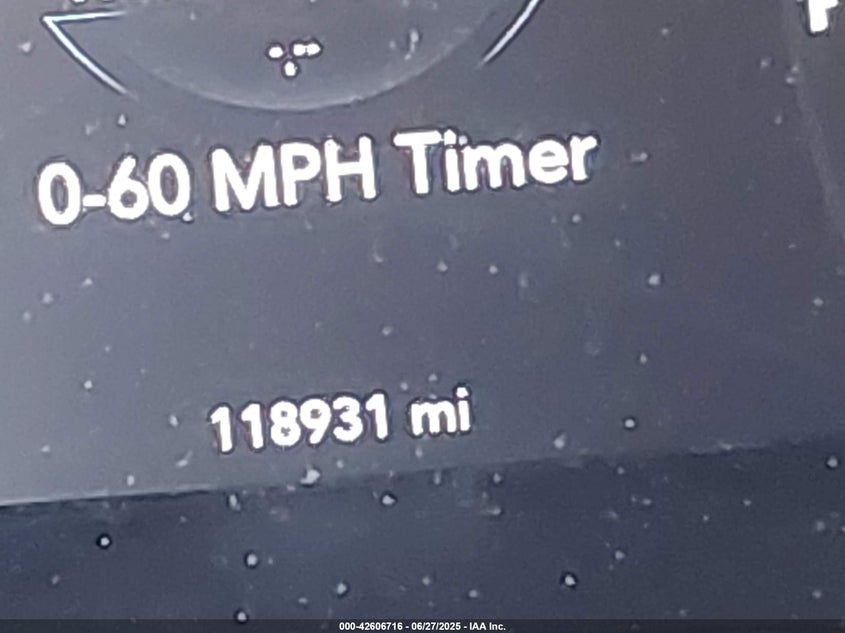 0-60 MPH Timer
118931 mi
000-42606716 - 06/27/2025 - IAA Inc.